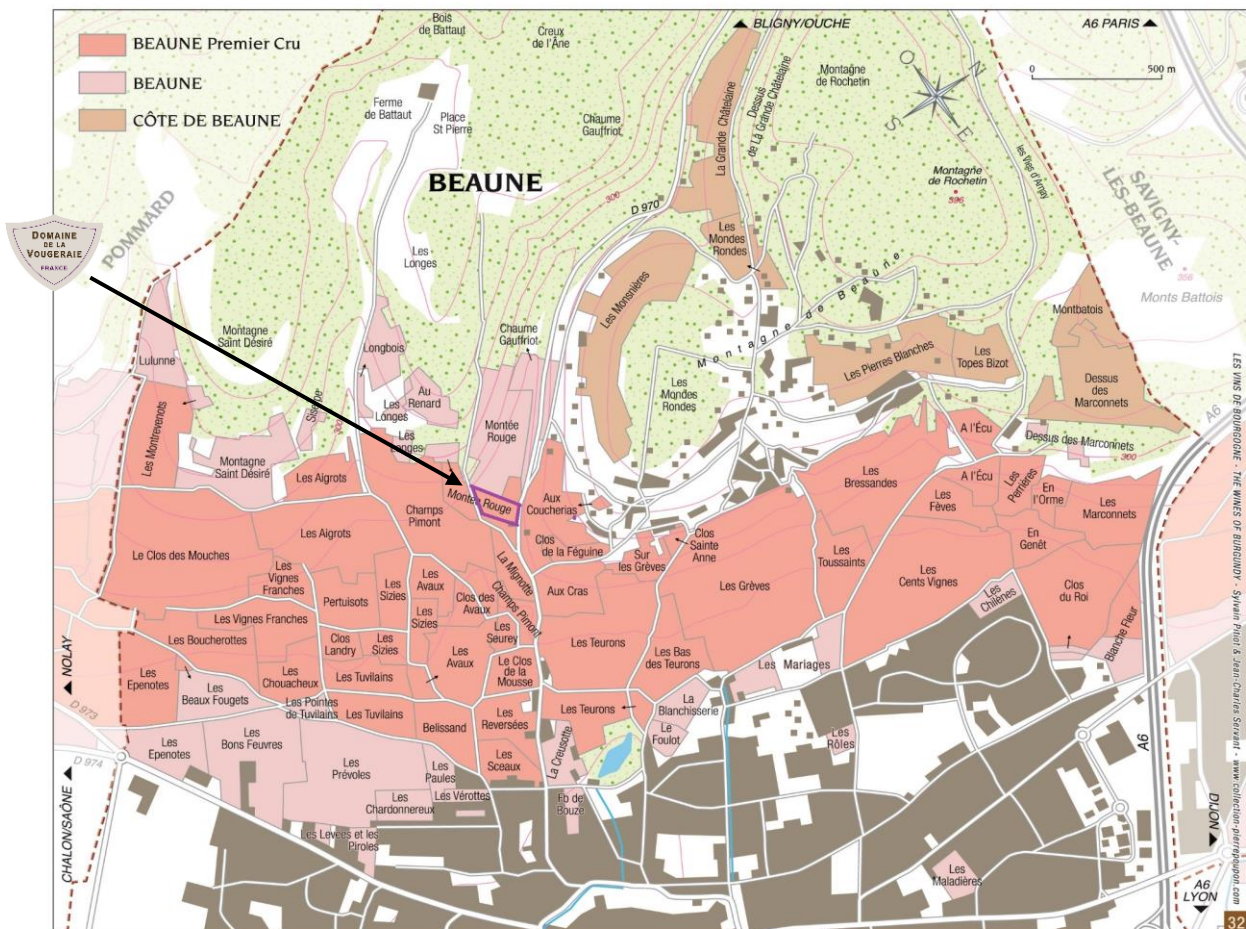 BEAUNE Premier Cru
BEAUNE
CÔTE DE BEAUNE
Bois
de Battaut
Creux
de l'Âne
BLIGNY/OUCHE
A6 PARIS
0
500 m
N
O
E
S
Ferme
de Battaut
Place
St Pierre
Chaume
Gauffriot
La Grande Châtelaine
Dessus
de La Grande Châtelaine
Montagne
de Rochetin
les Vies d'Arnay
Montagne
de Rochetin
BEAUNE
300
D 970
POMMARD
SAVIGNY-
LÈS-BEAUNE
DOMAINE
DE LA
VOUGERAIE
FRANCE
Les
Longes
Les
Mondes
Rondes
Monts Battois
Les Monsnières
Montagne de Beaune
Montbatois
Lulunne
Montagne
Saint Désiré
Longbois
Chaume
Gauffriot
Au
Renard
Les
Longes
Les
Longes
Siserpe
300
Montée
Rouge
Les
Mondes
Rondes
Les Pierres Blanches
Les
Topes Bizot
Dessus
des
Marconnets
A6
Les Montrevenots
Montagne
Saint Désiré
Les Aigrots
Montée Rouge
Aux
Coucherias
Les
Bressandes
A l'Écu
A l'Écu
Dessus des Marconnets
300
Les
Perrières
En
l'Orme
Les
Marconnets
Les
Fèves
Champs
Pimont
Les Aigrots
Le Clos des Mouches
Clos
de la Féguine
Sur
les Grèves
Clos
Sainte
Anne
Les
Toussaints
En
Genêt
Les
Vignes
Franches
Pertuisots
Les
Sizies
Les
Avaux
La Mignotte
Champs Pimont
Clos des
Avaux
Aux Cras
Les Grèves
Les
Cents Vignes
Clos
du Roi
Les
Chilènes
Les Vignes Franches
Les
Sizies
Les
Seurey
Les Boucherottes
Clos
Landry
Les
Sizies
Les
Avaux
Le Clos
de la
Mousse
Les Teurons
Les Bas
des Teurons
Les Mariages
Blanche Fleur
Les
Epenotes
Les
Beaux Fougets
Les
Chouacheux
Les Tuvilains
Les Pointes
de Tuvilains
Les Tuvilains
Belissand
Les
Reversées
Les Teurons
La
Blanchisserie
Le
Foulot
Les
Rôles
NOLAY
D 973
D 974
CHALON/SAÔNE
Les
Epenotes
Les
Bons Feuvres
Les
Prévoles
Les
Paules
Les
Sceaux
La Creusotte
Les
Chardonnereux
Les Vérottes
Fb de
Bouze
Les Levées et les
Piroles
Les
Maladières
A6
DIJON
A6
LYON
LES VINS DE BOURGOGNE - THE WINES OF BURGUNDY - Sylvain Pitiot & Jean-Charles Servant - www.collection-pierrepoupon.com
32